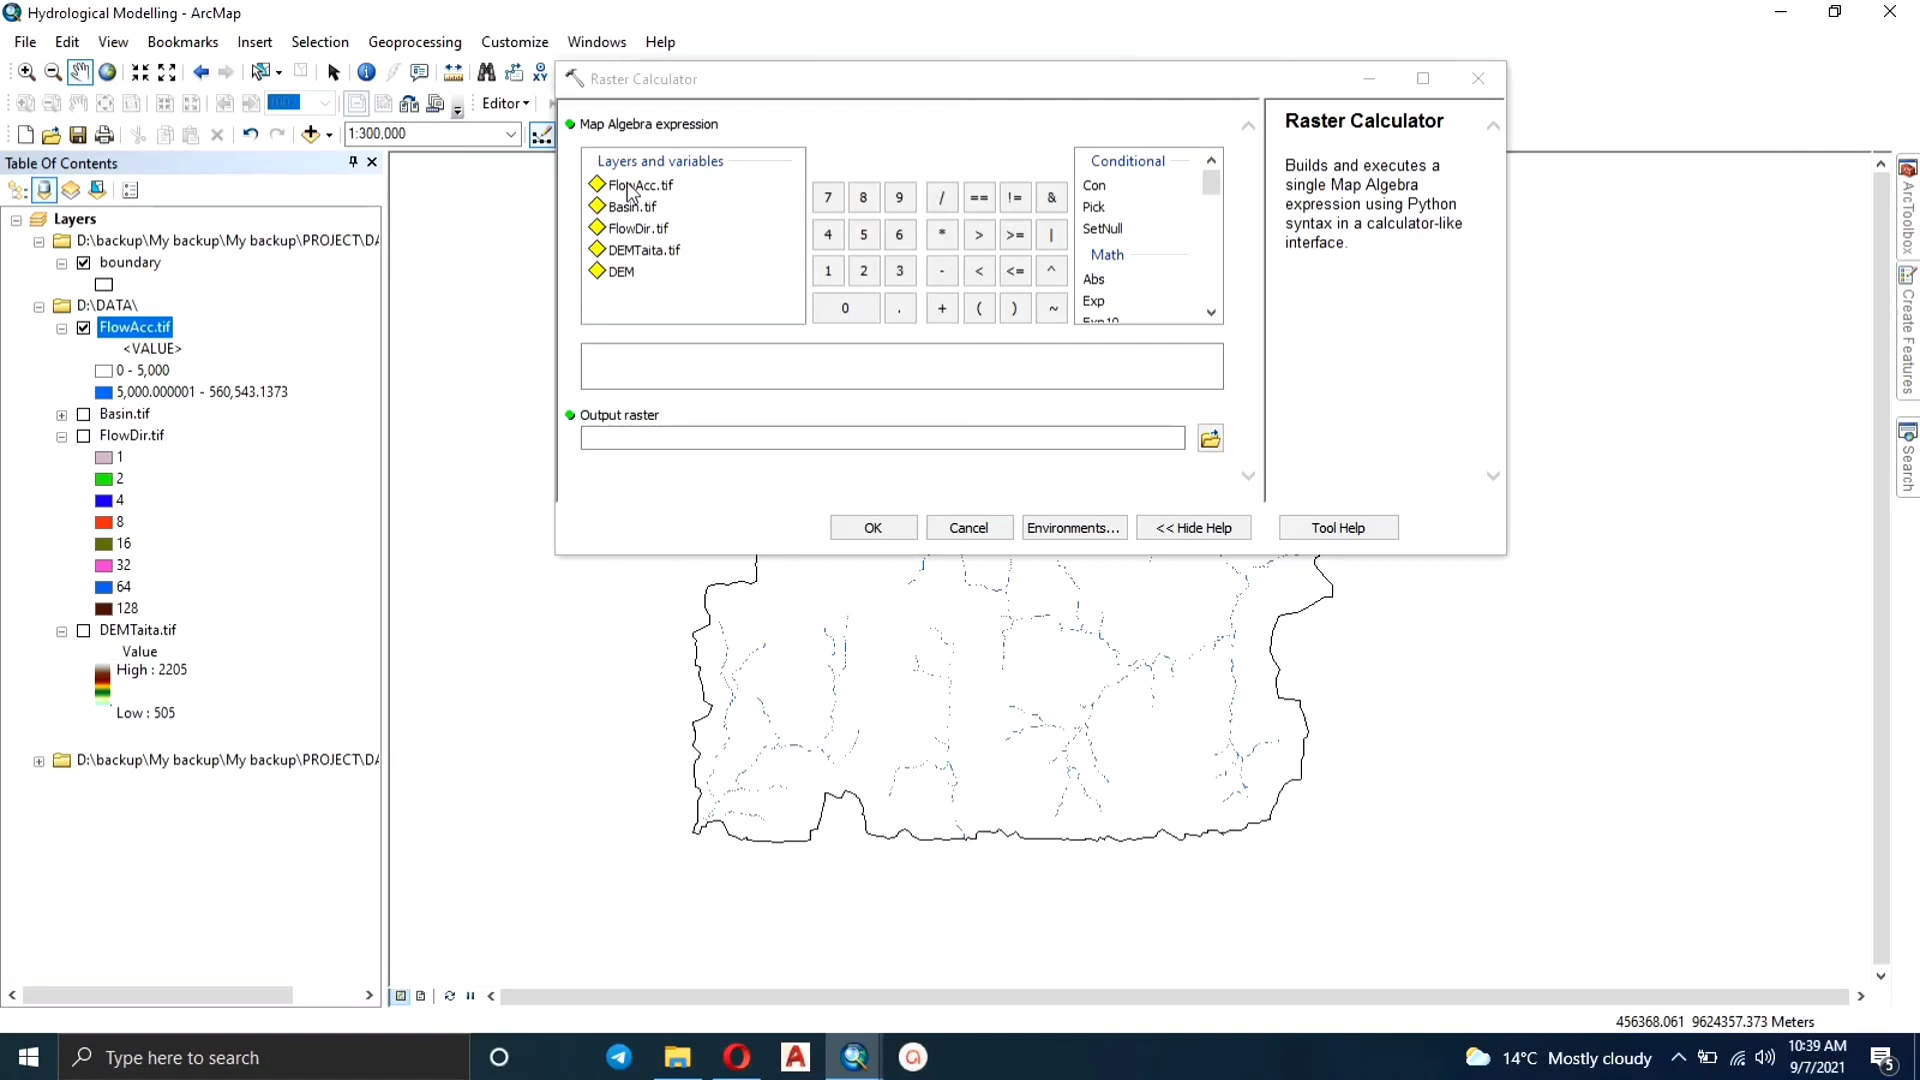 Hydrological Modelling - ArcMap
File Edit View Bookmarks Insert Selection Geoprocessing Customize Windows Help
Editor
1:300,000
Table Of Contents
Layers
D:\backup\My backup\My backup\PROJECT\DA
boundary
D:\DATA\
FlowAcc.tif
<VALUE>
0 - 5,000
5,000.000001 - 560,543.1373
Basin.tif
FlowDir.tif
1
2
4
8
16
32
64
128
DEMTaita.tif
Value
High : 2205
Low : 505
D:\backup\My backup\My backup\PROJECT\DA
Raster Calculator
Map Algebra expression
Layers and variables
FlowAcc.tif
Basin.tif
FlowDir.tif
DEMTaita.tif
DEM
7 8 9 / == != &
4 5 6 * > >= |
1 2 3 - < <= ^
0 . + ( ) ~
Conditional
Con
Pick
SetNull
Math
Abs
Exp
Exp10
Output raster
OK Cancel Environments... << Hide Help Tool Help
Raster Calculator
Builds and executes a
single Map Algebra
expression using Python
syntax in a calculator-like
interface.
ArcToolbox
Create Features
Search
456368.061 9624357.373 Meters
Type here to search
14°C Mostly cloudy
10:39 AM
9/7/2021
5